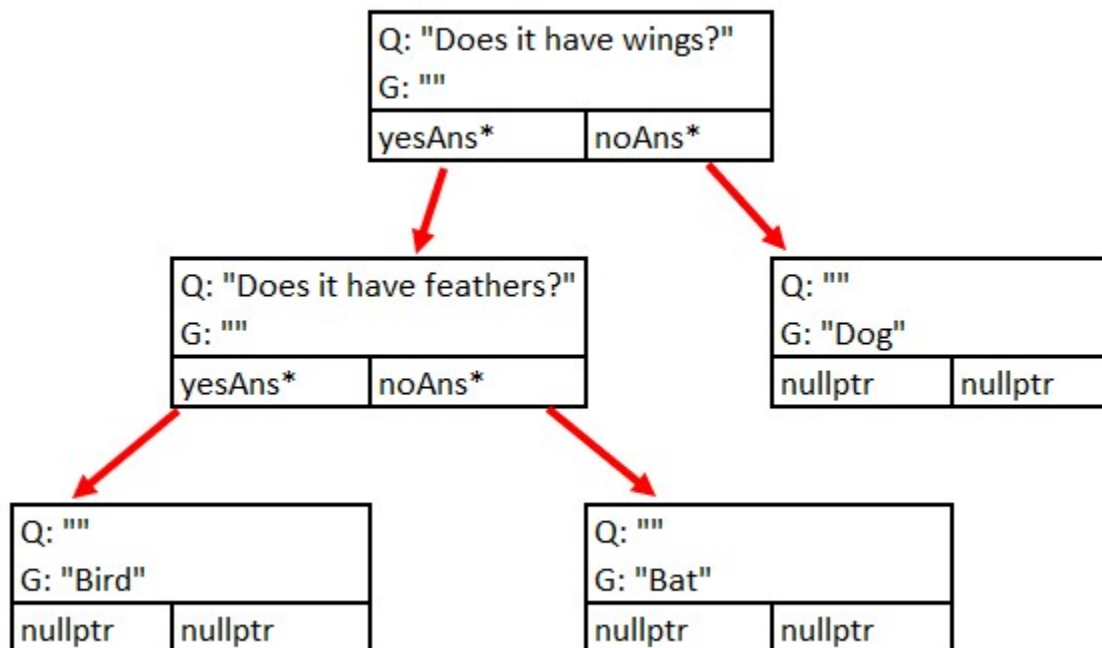 Q: "Does it have wings?"
G: ""
yesAns* noAns*
Q: "Does it have feathers?"
G: ""
yesAns* noAns*
Q: ""
G: "Dog"
nullptr nullptr
Q: ""
G: "Bird"
nullptr nullptr
Q: ""
G: "Bat"
nullptr nullptr